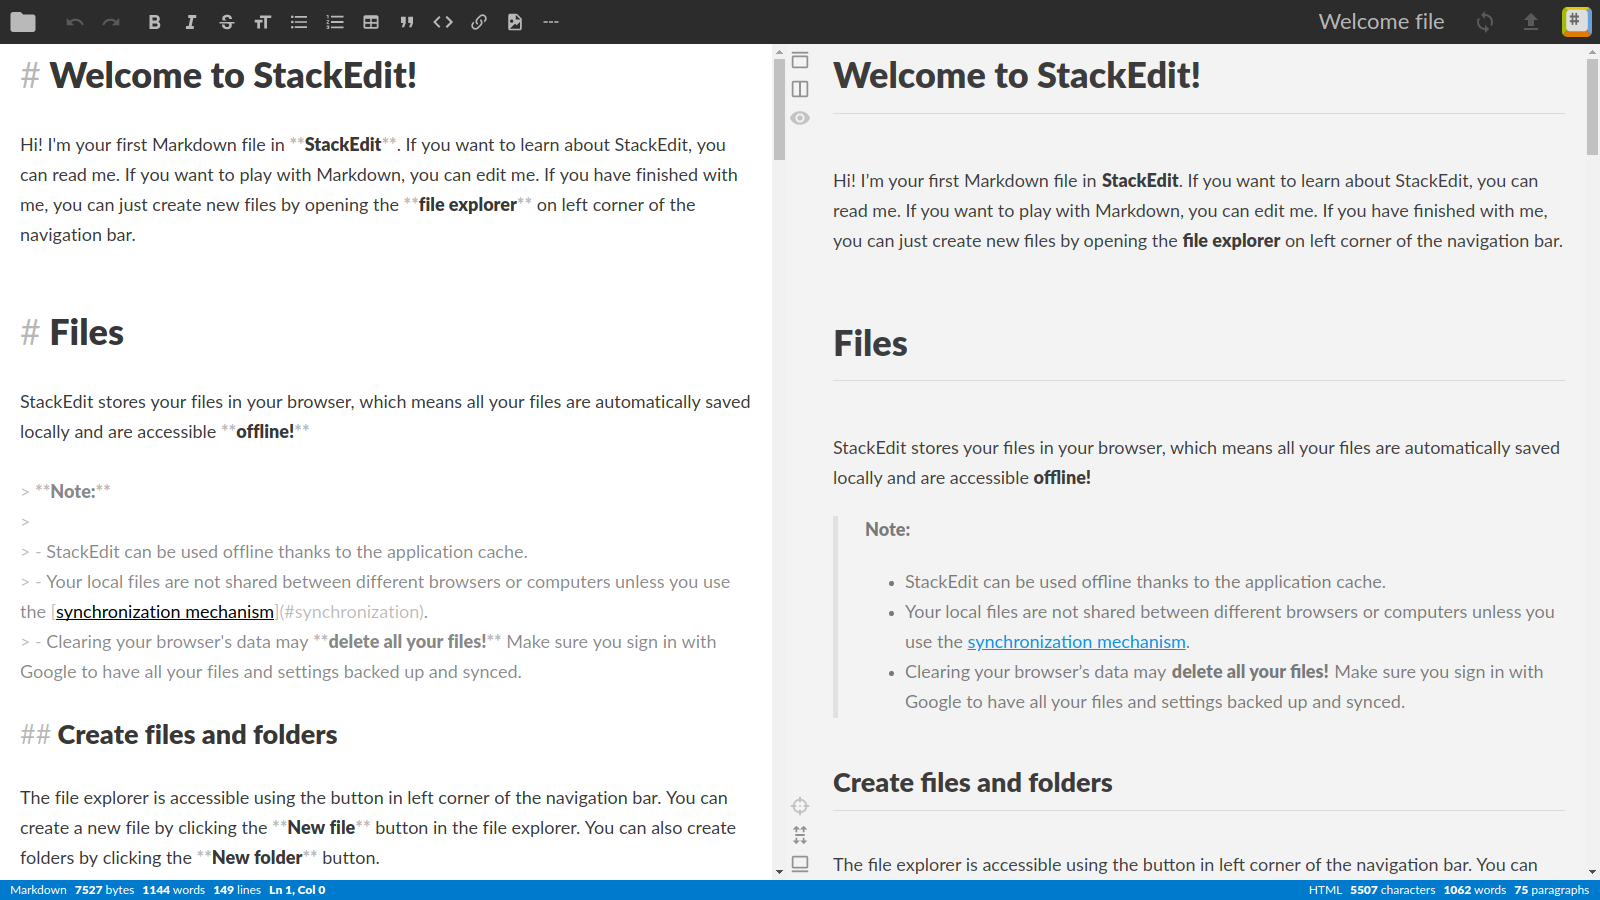 Welcome file
# Welcome to StackEdit!
Hi! I'm your first Markdown file in **StackEdit**. If you want to learn about StackEdit, you
can read me. If you want to play with Markdown, you can edit me. If you have finished with
me, you can just create new files by opening the **file explorer** on left corner of the
navigation bar.
# Files
StackEdit stores your files in your browser, which means all your files are automatically saved
locally and are accessible **offline!**
> **Note:**
>
> - StackEdit can be used offline thanks to the application cache.
> - Your local files are not shared between different browsers or computers unless you use
the [synchronization mechanism](#synchronization).
> - Clearing your browser's data may **delete all your files!** Make sure you sign in with
Google to have all your files and settings backed up and synced.
## Create files and folders
The file explorer is accessible using the button in left corner of the navigation bar. You can
create a new file by clicking the **New file** button in the file explorer. You can also create
folders by clicking the **New folder** button.
Welcome to StackEdit!
Hi! I’m your first Markdown file in StackEdit. If you want to learn about StackEdit, you can
read me. If you want to play with Markdown, you can edit me. If you have finished with me,
you can just create new files by opening the file explorer on left corner of the navigation bar.
Files
StackEdit stores your files in your browser, which means all your files are automatically saved
locally and are accessible offline!
Note:
• StackEdit can be used offline thanks to the application cache.
• Your local files are not shared between different browsers or computers unless you
use the synchronization mechanism.
• Clearing your browser’s data may delete all your files! Make sure you sign in with
Google to have all your files and settings backed up and synced.
Create files and folders
The file explorer is accessible using the button in left corner of the navigation bar. You can
Markdown 7527 bytes 1144 words 149 lines Ln 1, Col 0
HTML 5507 characters 1062 words 75 paragraphs